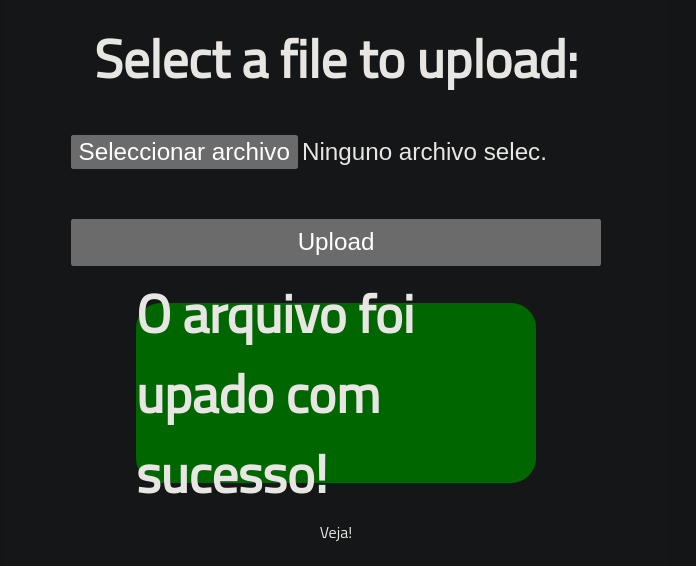 Select a file to upload:
Seleccionar archivo Ninguno archivo selec.
Upload
O arquivo foi
upado com
sucesso!
Veja!